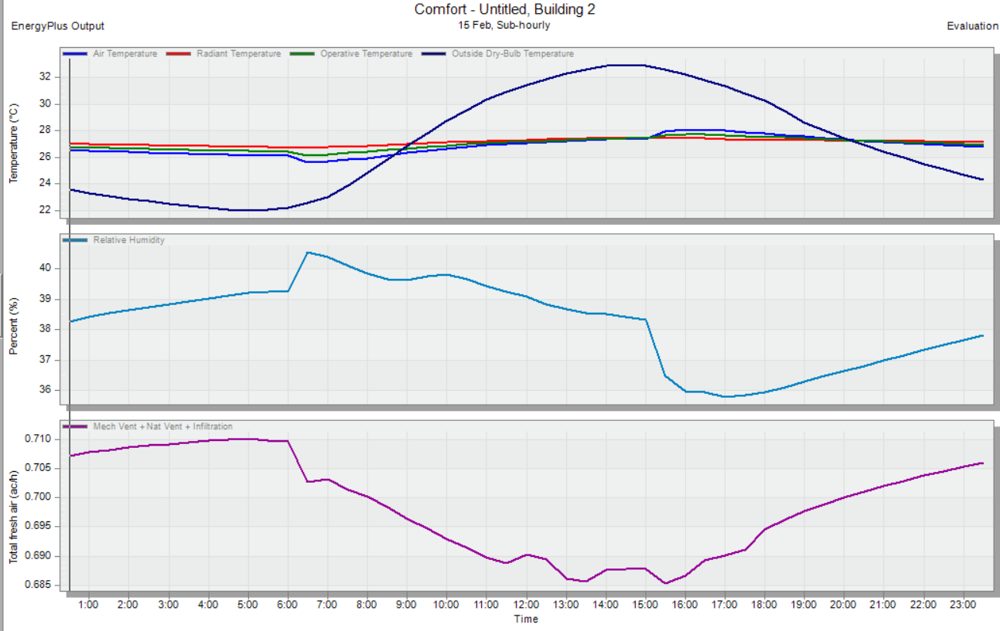 Comfort - Untitled, Building 2
EnergyPlus Output
15 Feb, Sub-hourly
Evaluation
Air Temperature Radiant Temperature Operative Temperature Outside Dry-Bulb Temperature
Temperature (°C)
32
30
28
26
24
22
Relative Humidity
Percent (%)
40
39
38
37
36
Mech Vent + Nat Vent + Infiltration
Total fresh air (ac/h)
0.710
0.705
0.700
0.695
0.690
0.685
1:00 2:00 3:00 4:00 5:00 6:00 7:00 8:00 9:00 10:00 11:00 12:00 13:00 14:00 15:00 16:00 17:00 18:00 19:00 20:00 21:00 22:00 23:00
Time